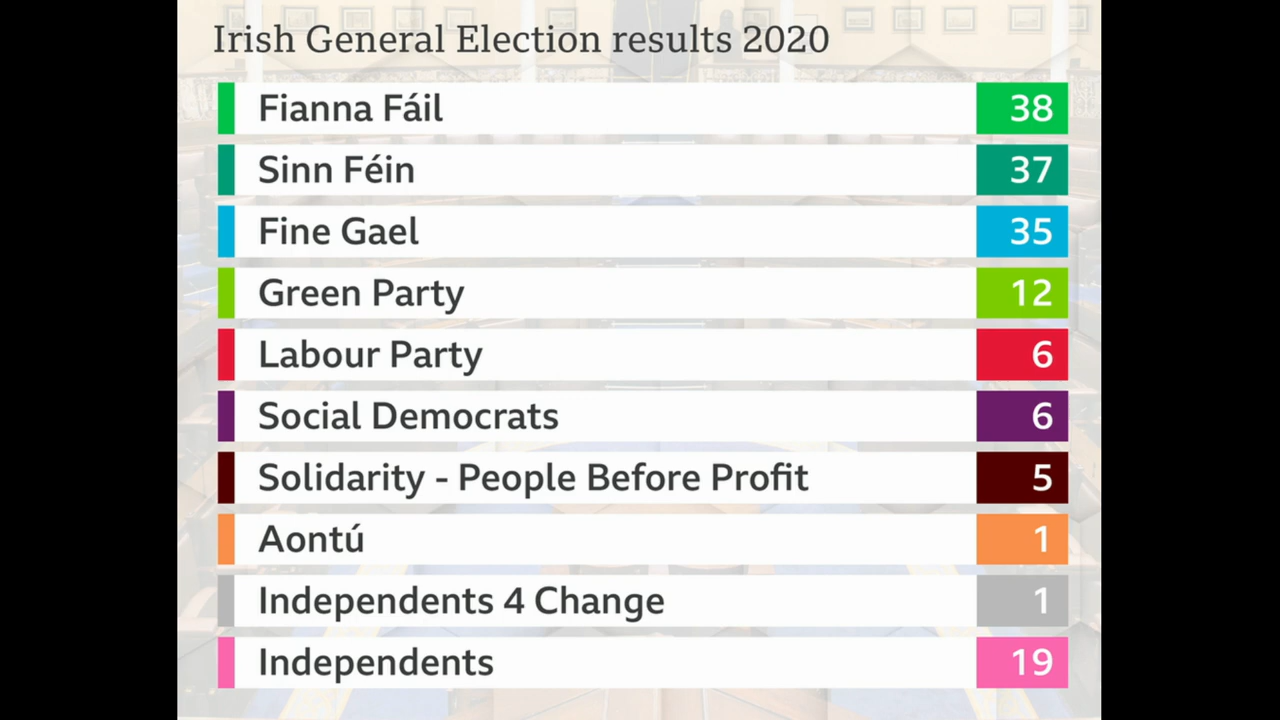 Irish General Election results 2020
Fianna Fáil 38
Sinn Féin 37
Fine Gael 35
Green Party 12
Labour Party 6
Social Democrats 6
Solidarity - People Before Profit 5
Aontú 1
Independents 4 Change 1
Independents 19